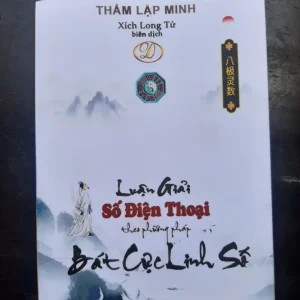 THẨM LẬP MINH
Xích Long Tử
biên dịch
八极灵数
Luận Giải
Số Điện Thoại
theo phương pháp
Bát Cực Linh Số